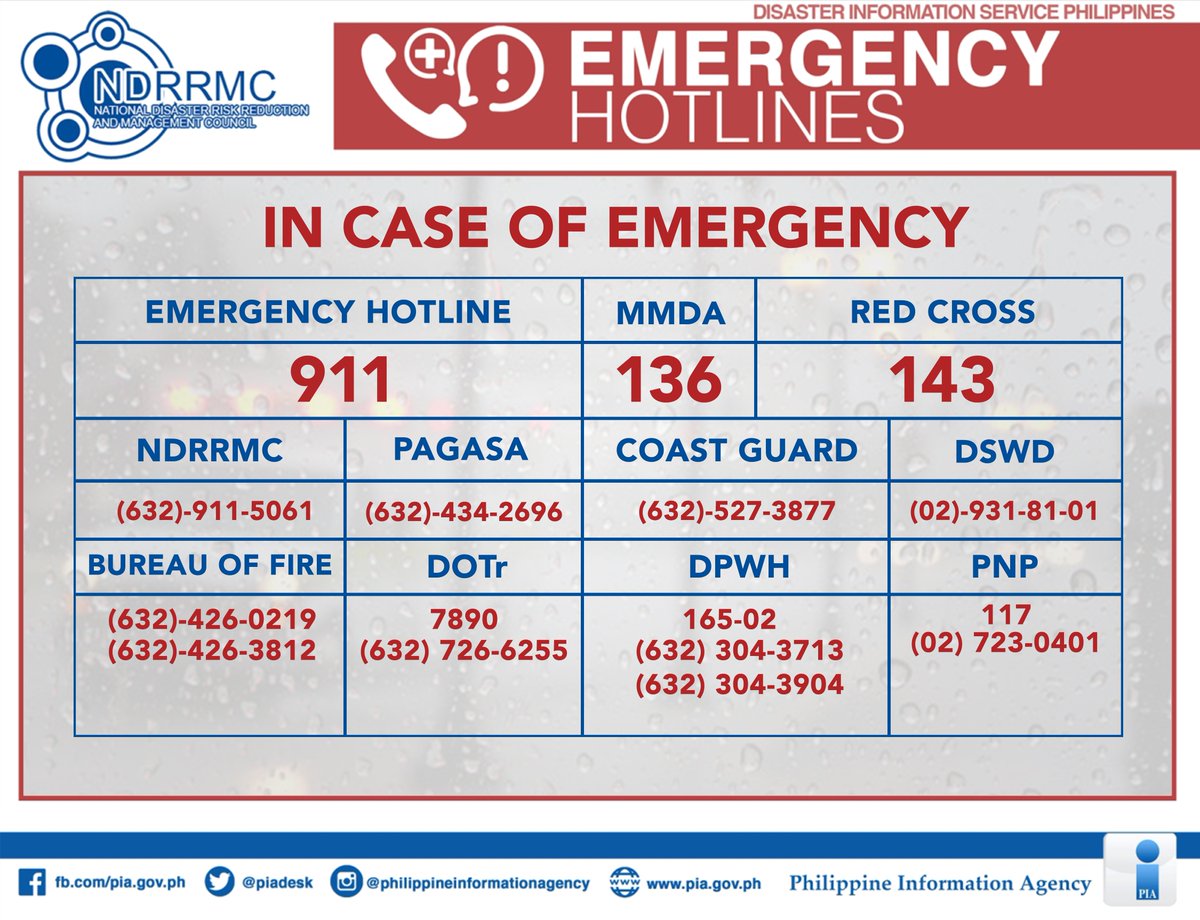 DISASTER INFORMATION SERVICE PHILIPPINES
NDRRMC
NATIONAL DISASTER RISK REDUCTION
AND MANAGEMENT COUNCIL
EMERGENCY
HOTLINES
IN CASE OF EMERGENCY
EMERGENCY HOTLINE MMDA RED CROSS
911 136 143
NDRRMC PAGASA COAST GUARD DSWD
(632)-911-5061 (632)-434-2696 (632)-527-3877 (02)-931-81-01
BUREAU OF FIRE DOTr DPWH PNP
(632)-426-0219 7890 165-02 117
(632)-426-3812 (632) 726-6255 (632) 304-3713 (02) 723-0401
(632) 304-3904
fb.com/pia.gov.ph @piadesk @philippineinformationagency www.pia.gov.ph Philippine Information Agency PIA